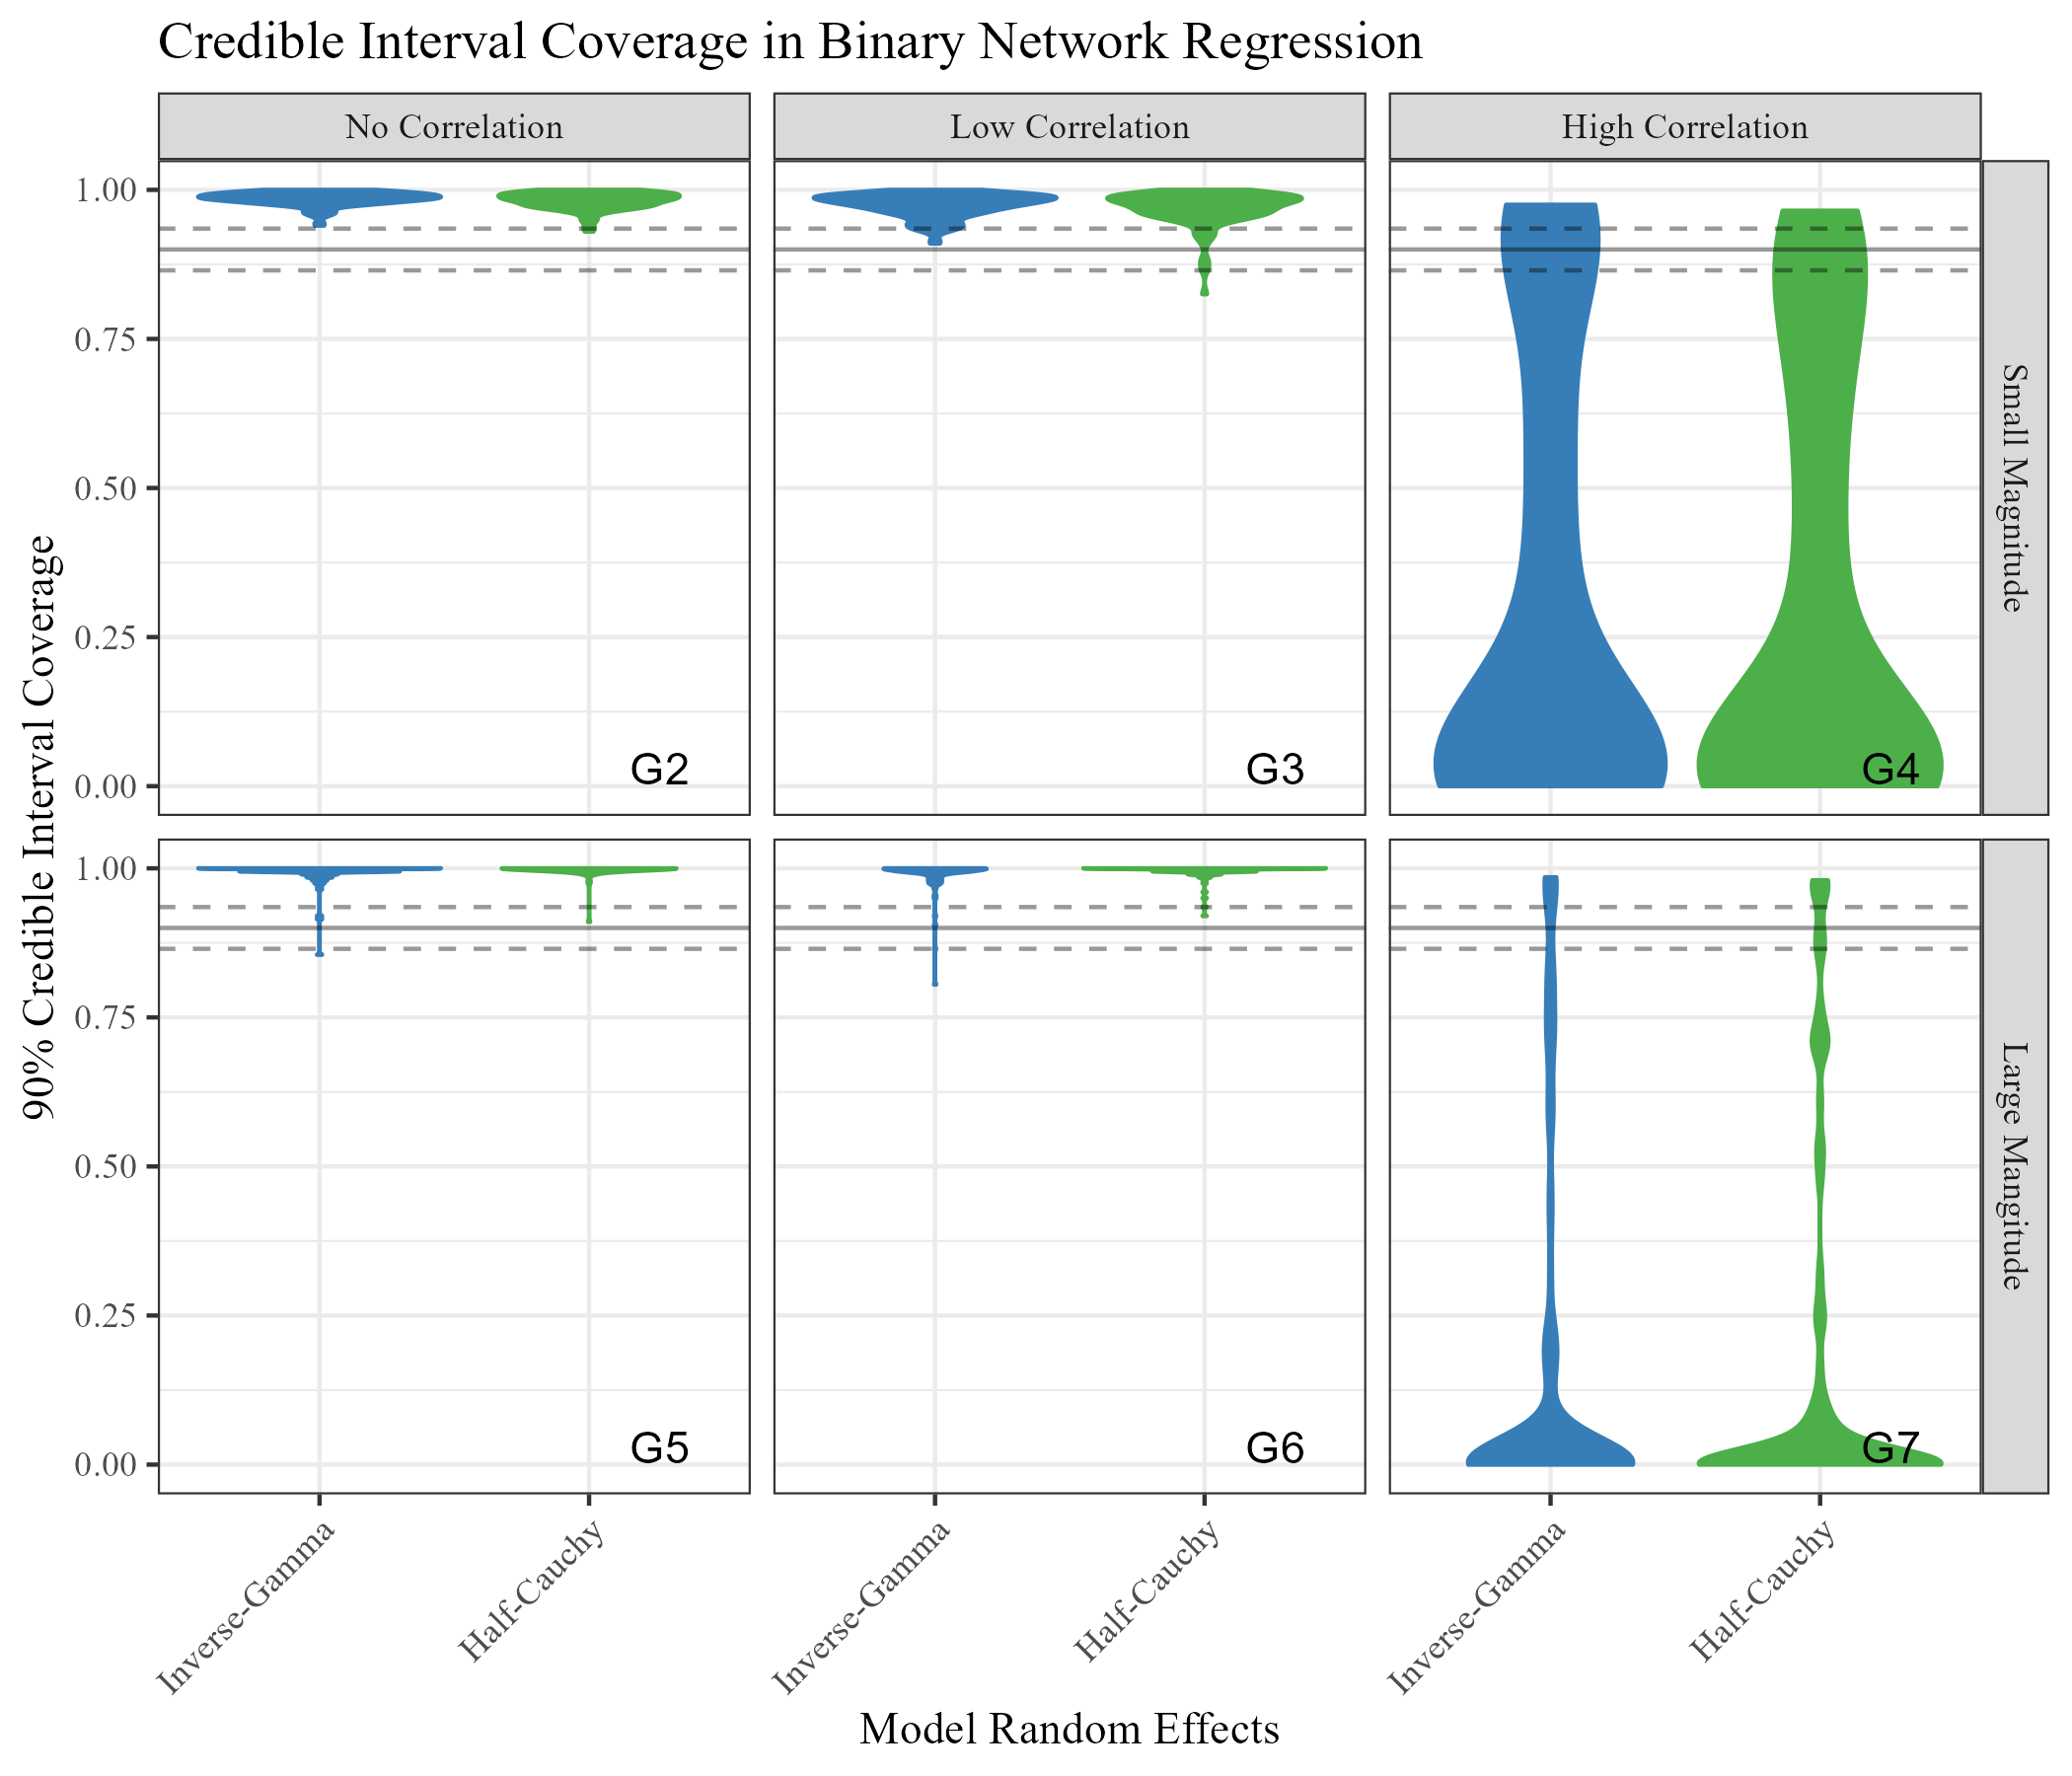 Credible Interval Coverage in Binary Network Regression
No Correlation
Low Correlation
High Correlation
90% Credible Interval Coverage
1.00
0.75
0.50
0.25
0.00
G2
G3
G4
Small Magnitude
1.00
0.75
0.50
0.25
0.00
G5
G6
G7
Large Mangitude
Inverse-Gamma
Half-Cauchy
Inverse-Gamma
Half-Cauchy
Inverse-Gamma
Half-Cauchy
Model Random Effects